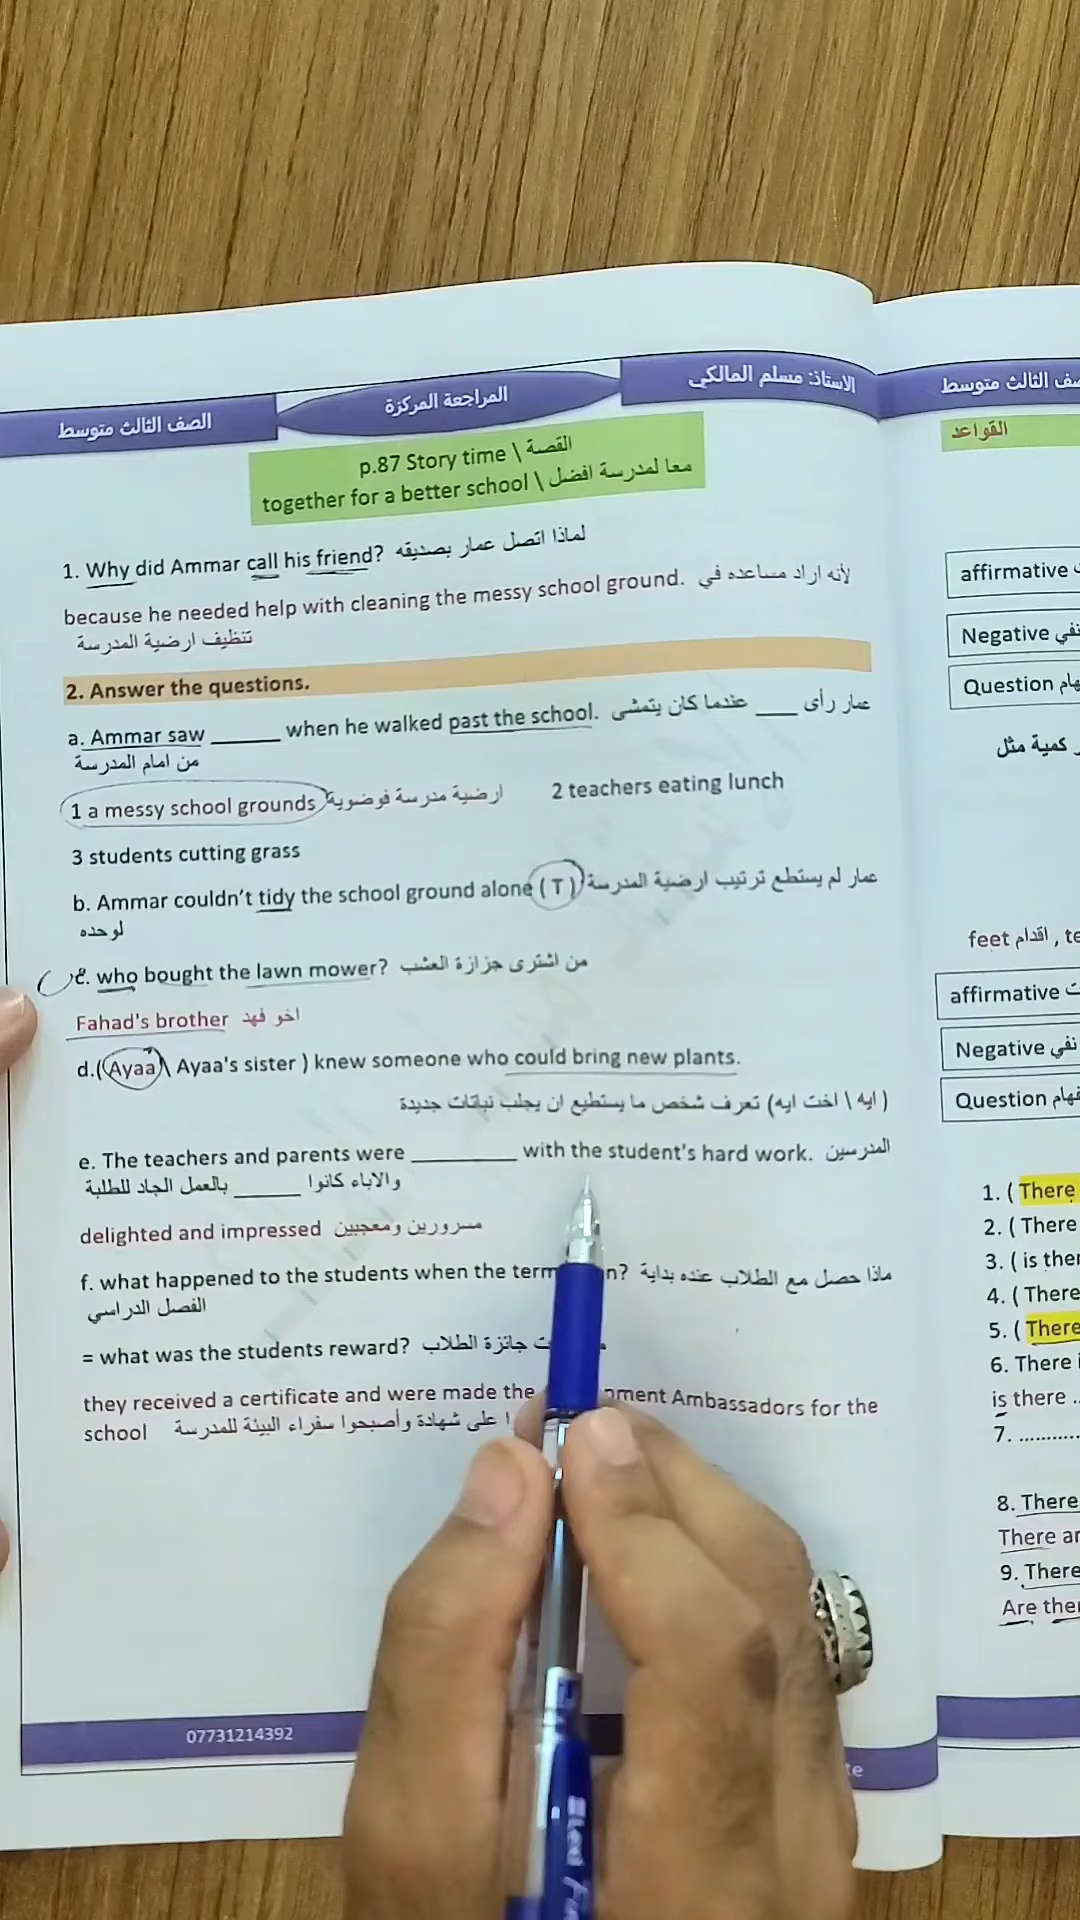 الصف الثالث متوسط
المراجعة المركزة
الاستاذ: مسلم المالكي
p.87 Story time \ القصة
together for a better school \ معا لمدرسة افضل
1. Why did Ammar call his friend? لماذا اتصل عمار بصديقه
because he needed help with cleaning the messy school ground. لأنه اراد مساعده في
تنظيف ارضية المدرسة
2. Answer the questions.
a. Ammar saw ______ when he walked past the school. عمار رأى ____ عندما كان يتمشى
من امام المدرسة
1 a messy school grounds ارضية مدرسة فوضوية 2 teachers eating lunch
3 students cutting grass
b. Ammar couldn't tidy the school ground alone ( T ) عمار لم يستطع ترتيب ارضية المدرسة
لوحده
who bought the lawn mower? من اشترى جزازة العشب
Fahad's brother اخو فهد
d.( Ayaa \ Ayaa's sister ) knew someone who could bring new plants.
( ايه \ اخت ايه) تعرف شخص ما يستطيع ان يجلب نباتات جديدة
e. The teachers and parents were _________ with the student's hard work. المدرسين
والاباء كانوا ______ بالعمل الجاد للطلبة
delighted and impressed مسرورين ومعجبين
f. what happened to the students when the term ماذا حصل مع الطلاب عنده بداية
الفصل الدراسي
= what was the students reward? جائزة الطلاب
they received a certificate and were made the Ambassadors for the
school على شهادة وأصبحوا سفراء البيئة للمدرسة
07731214392
القواعد
affirmative
Negative نفي
Question
كمية مثل
feet اقدام ,
affirmative
Negative نفي
Question
1. ( There
2. ( There
3. ( is
4. ( There
5. ( There
6. There
is there ..
7. ...........
8. There
There
9. There
Are